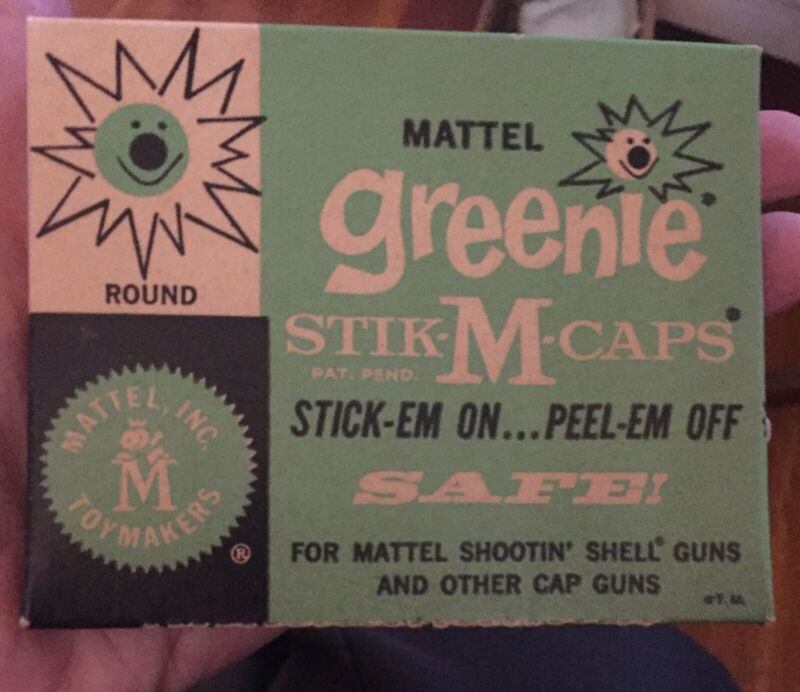 ROUND
MATTEL, INC.
M
TOYMAKERS
®
MATTEL
greenie*
STIK-M-CAPS*
PAT. PEND.
STICK-EM ON...PEEL-EM OFF
SAFE!
FOR MATTEL SHOOTIN' SHELL® GUNS
AND OTHER CAP GUNS